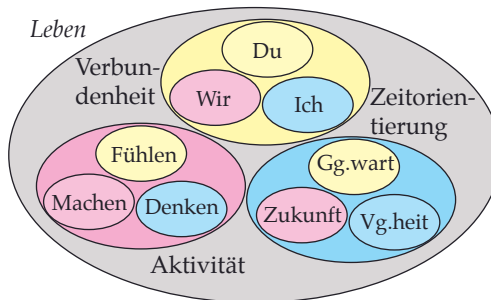 Leben
Du
Verbun-
denheit
Wir
Ich
Zeitorien-
tierung
Fühlen
Machen
Denken
Gg.wart
Zukunft
Vg.heit
Aktivität